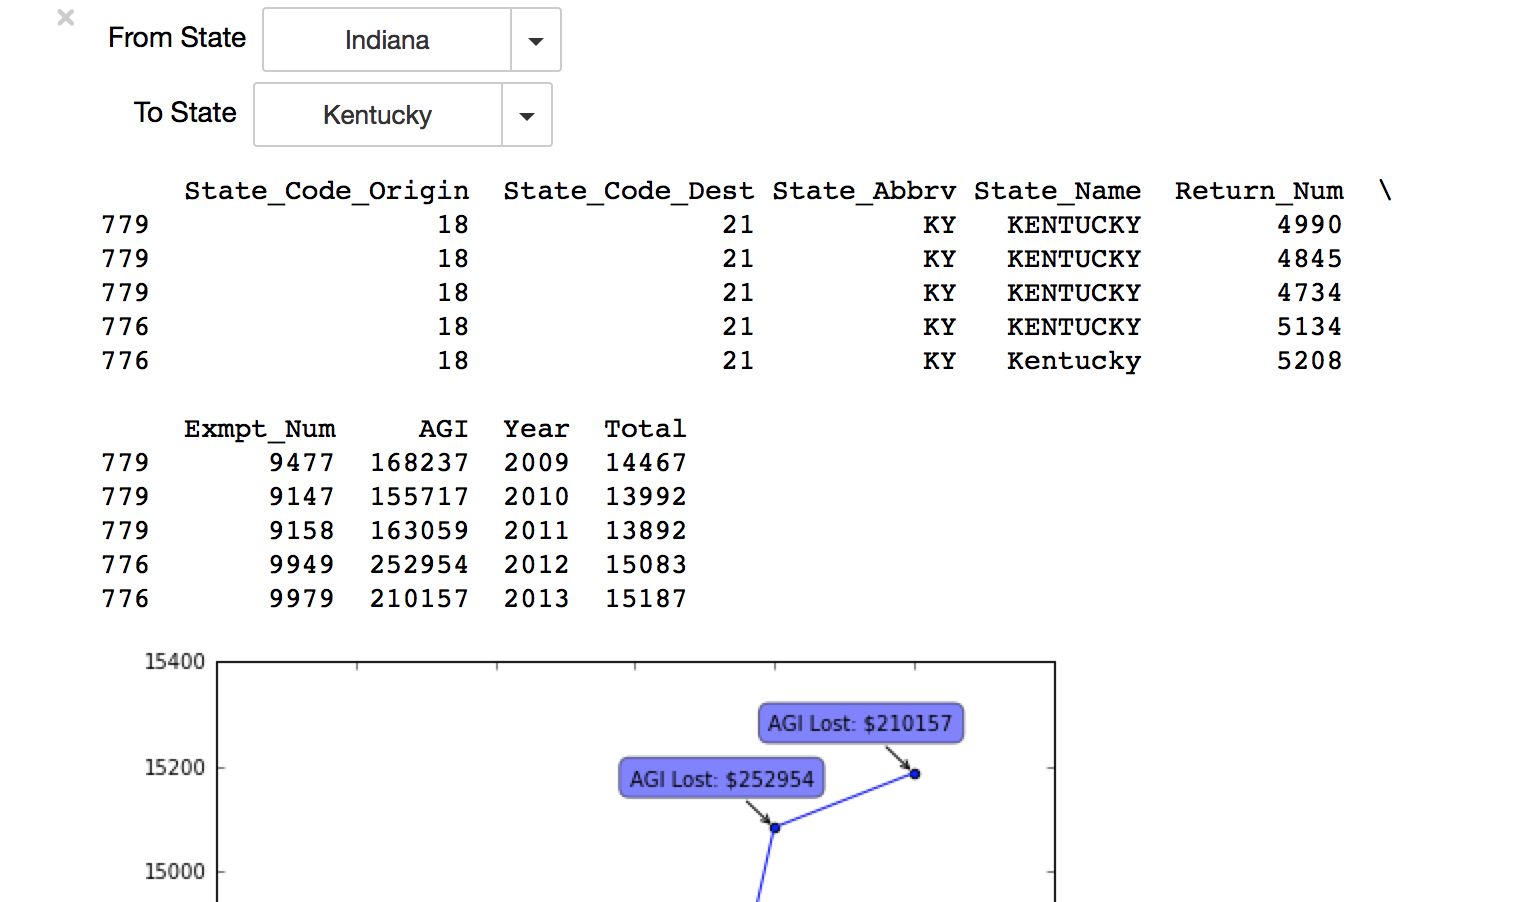 From State Indiana
To State Kentucky
State_Code_Origin State_Code_Dest State_Abbrv State_Name Return_Num \
779 18 21 KY KENTUCKY 4990
779 18 21 KY KENTUCKY 4845
779 18 21 KY KENTUCKY 4734
776 18 21 KY KENTUCKY 5134
776 18 21 KY Kentucky 5208
Exmpt_Num AGI Year Total
779 9477 168237 2009 14467
779 9147 155717 2010 13992
779 9158 163059 2011 13892
776 9949 252954 2012 15083
776 9979 210157 2013 15187
15400
AGI Lost: $210157
15200
AGI Lost: $252954
15000